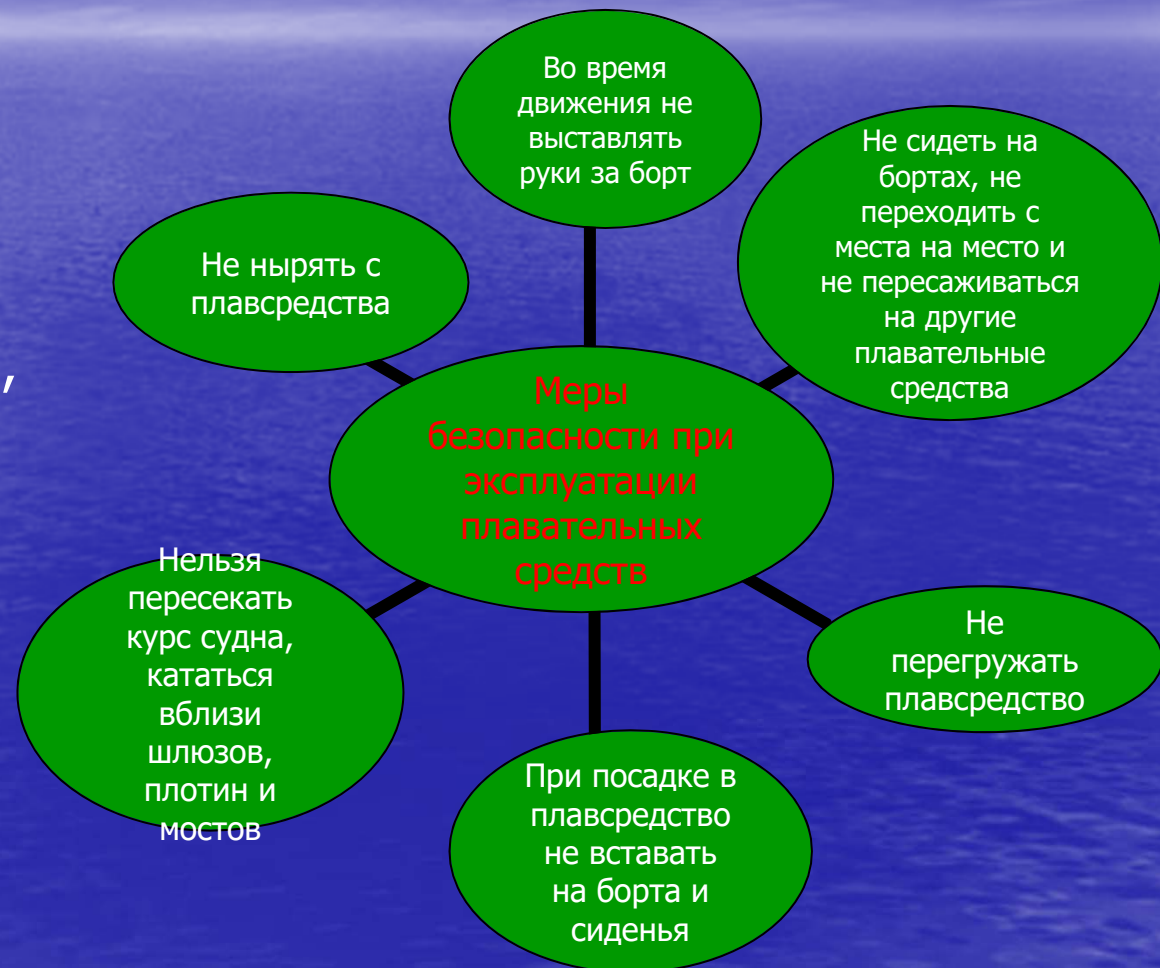 Во время
движения не
выставлять
руки за борт
Не сидеть на
бортах, не
переходить с
места на место и
не пересаживаться
на другие
плавательные
средства
Не нырять с
плавсредства
,
Меры
безопасности при
эксплуатации
плавательных
средств
Нельзя
пересекать
курс судна,
кататься
вблизи
шлюзов,
плотин и
мостов
Не
перегружать
плавсредство
При посадке в
плавсредство
не вставать
на борта и
сиденья